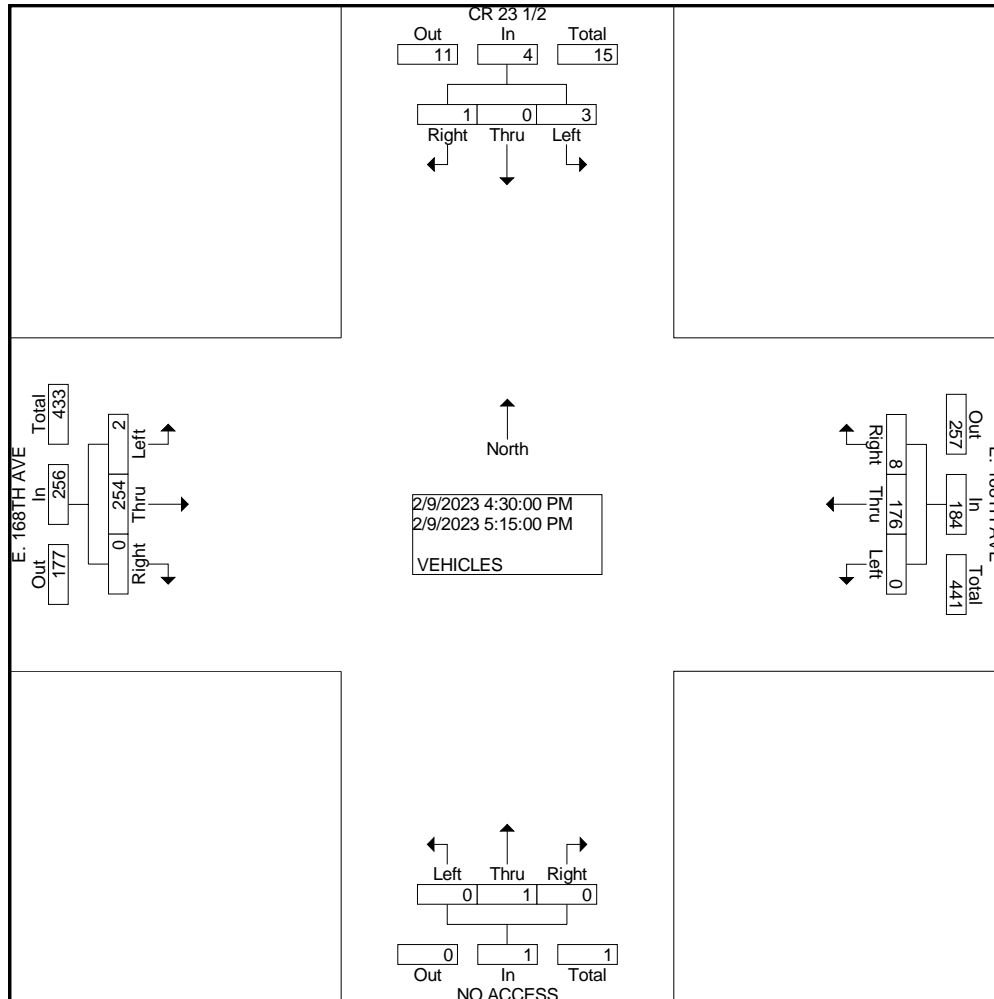 CR 23 1/2
Out In Total
11 4 15
1 0 3
Right Thru Left
Total
433
In
256
Out
177
E. 168TH AVE
2 254 0
Left Thru Right
North
2/9/2023 4:30:00 PM
2/9/2023 5:15:00 PM
VEHICLES
Right Thru Left
8 176 0
Out
257
In
184
Total
441
AVE
Left Thru Right
0 1 0
0 1 1
Out In Total
NO ACCESS